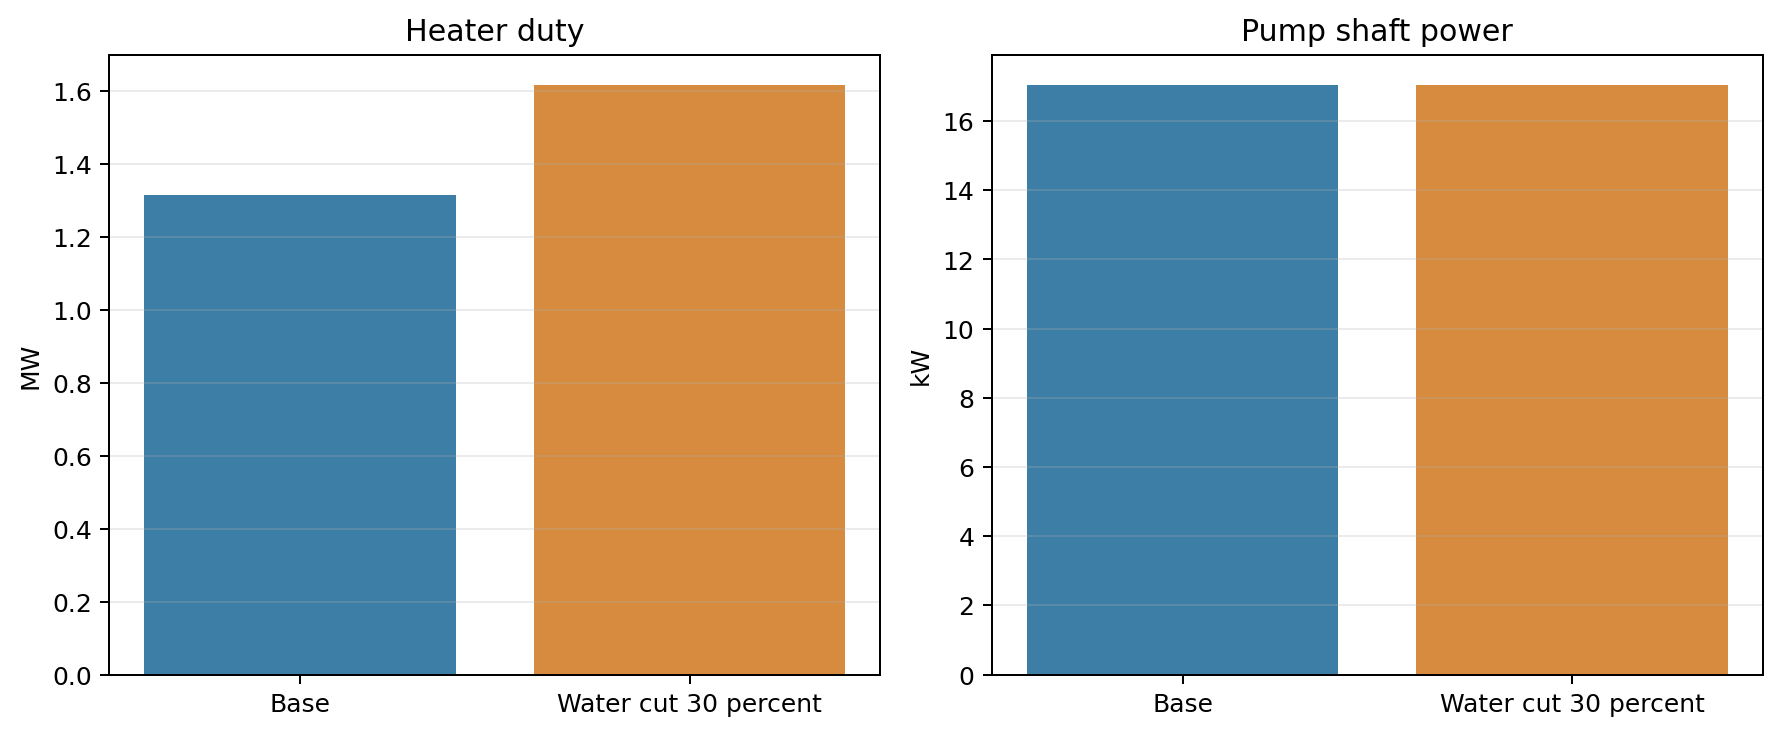 Heater duty
MW
1.6
1.4
1.2
1.0
0.8
0.6
0.4
0.2
0.0
Base
Water cut 30 percent
Pump shaft power
kW
16
14
12
10
8
6
4
2
0
Base
Water cut 30 percent